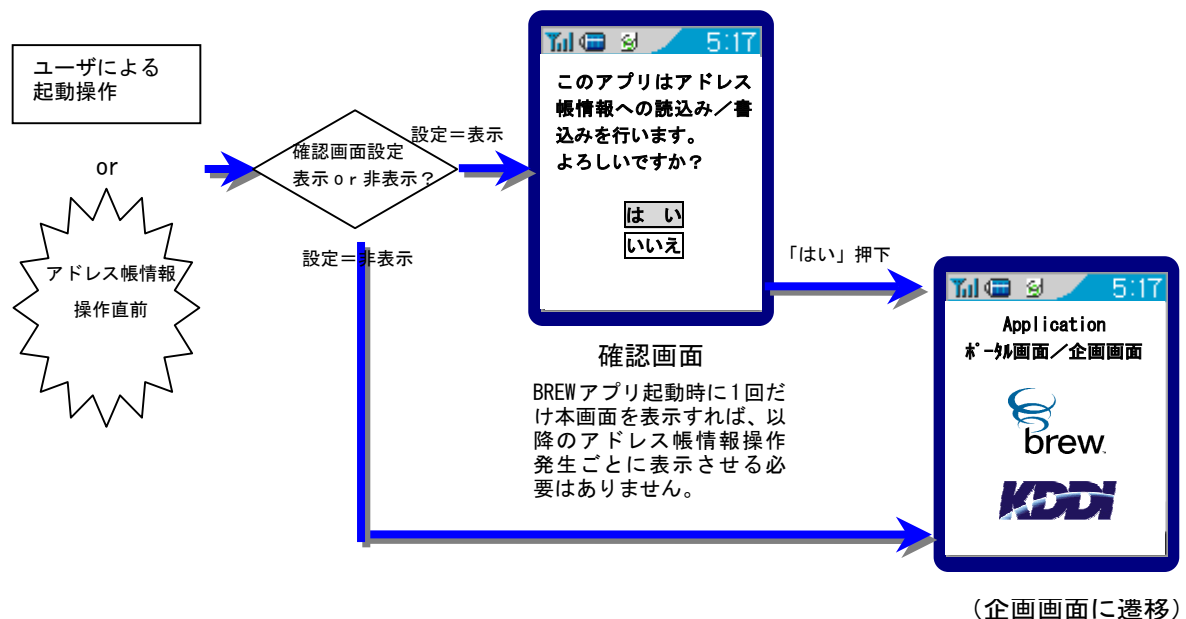 ユーザによる
起動操作
or
アドレス帳情報
操作直前
確認画面設定
表示or非表示？
設定＝表示
設定＝非表示
5:17
このアプリはアドレス
帳情報への読込み／書
込みを行います。
よろしいですか？
は　い
いいえ
確認画面
BREWアプリ起動時に1回だ
け本画面を表示すれば、以
降のアドレス帳情報操作
発生ごとに表示させる必
要はありません。
「はい」押下
5:17
Application
ﾎﾟｰﾀﾙ画面／企画画面
brew
KDDI
（企画画面に遷移）